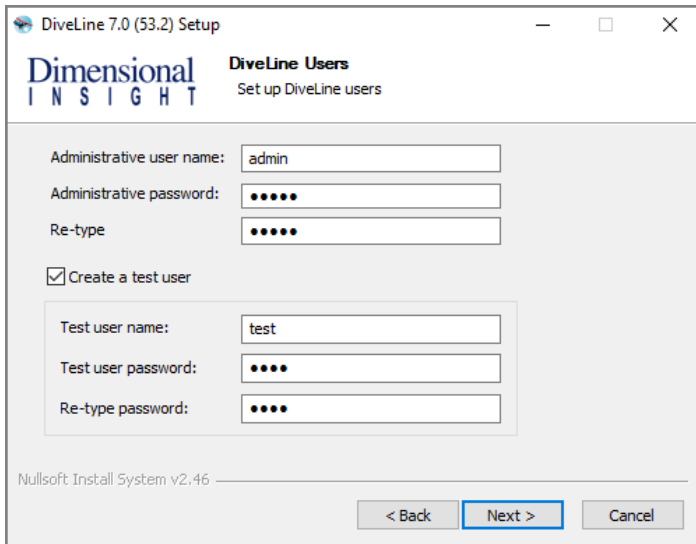 DiveLine 7.0 (53.2) Setup
Dimensional
INSIGHT
DiveLine Users
Set up DiveLine users
Administrative user name: admin
Administrative password: •••••
Re-type •••••
Create a test user
Test user name: test
Test user password: ••••
Re-type password: ••••
Nullsoft Install System v2.46
< Back Next > Cancel